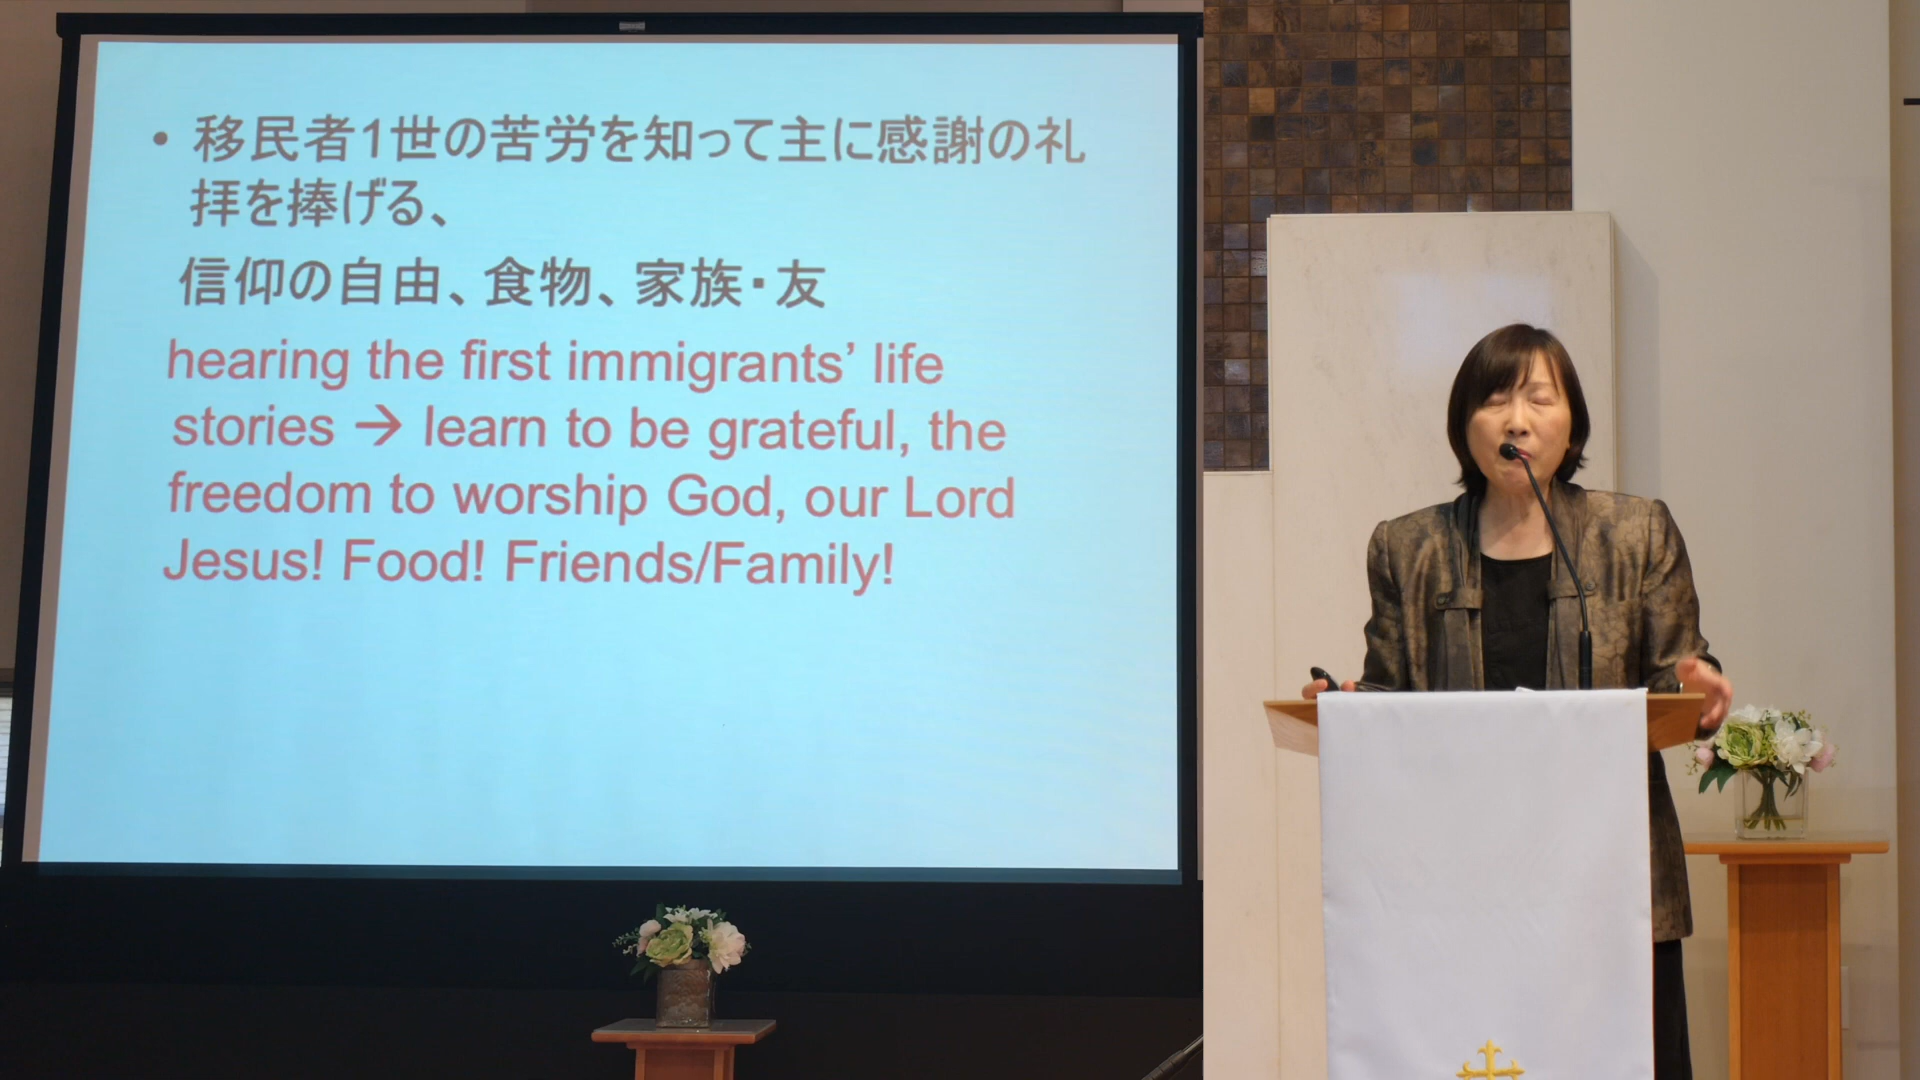 • 移民者1世の苦労を知って主に感謝の礼
拝を捧げる、
信仰の自由、食物、家族・友
hearing the first immigrants’ life
stories → learn to be grateful, the
freedom to worship God, our Lord
Jesus! Food! Friends/Family!